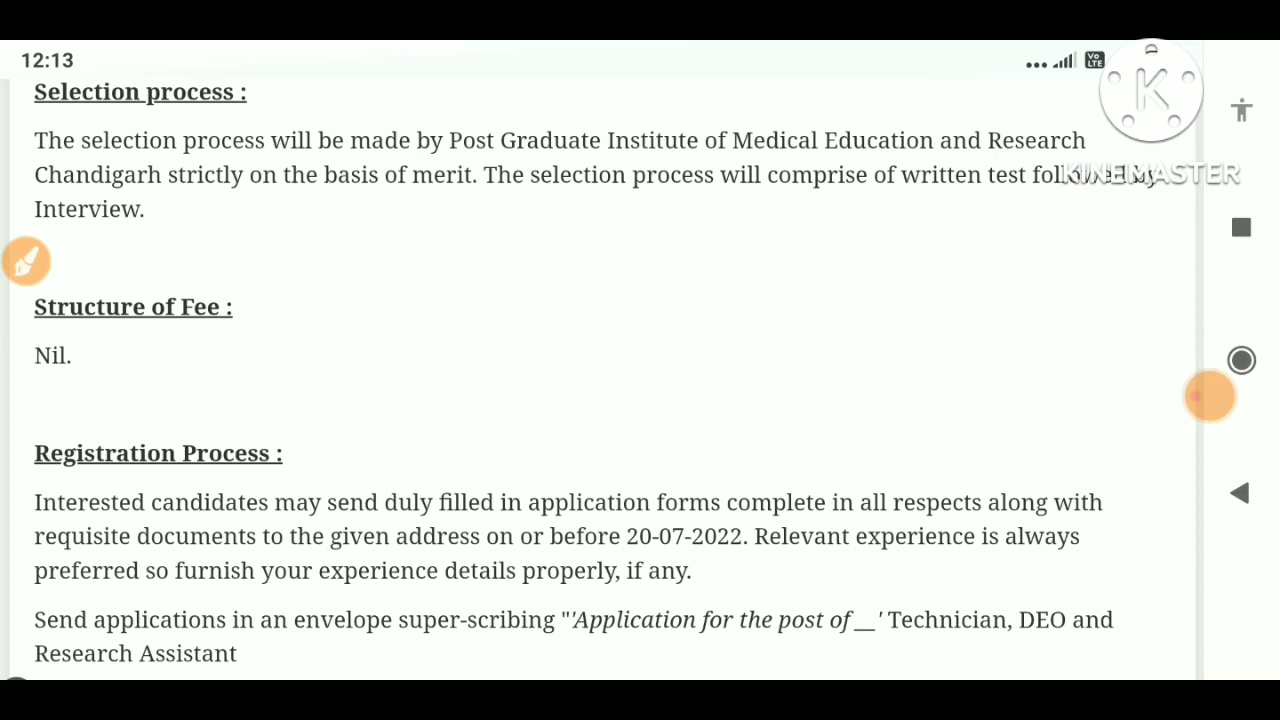 12:13
Vo
LTE
K
KINEMASTER
Selection process :
The selection process will be made by Post Graduate Institute of Medical Education and Research
Chandigarh strictly on the basis of merit. The selection process will comprise of written test followed by
Interview.
Structure of Fee :
Nil.
Registration Process :
Interested candidates may send duly filled in application forms complete in all respects along with
requisite documents to the given address on or before 20-07-2022. Relevant experience is always
preferred so furnish your experience details properly, if any.
Send applications in an envelope super-scribing "'Application for the post of __' Technician, DEO and
Research Assistant